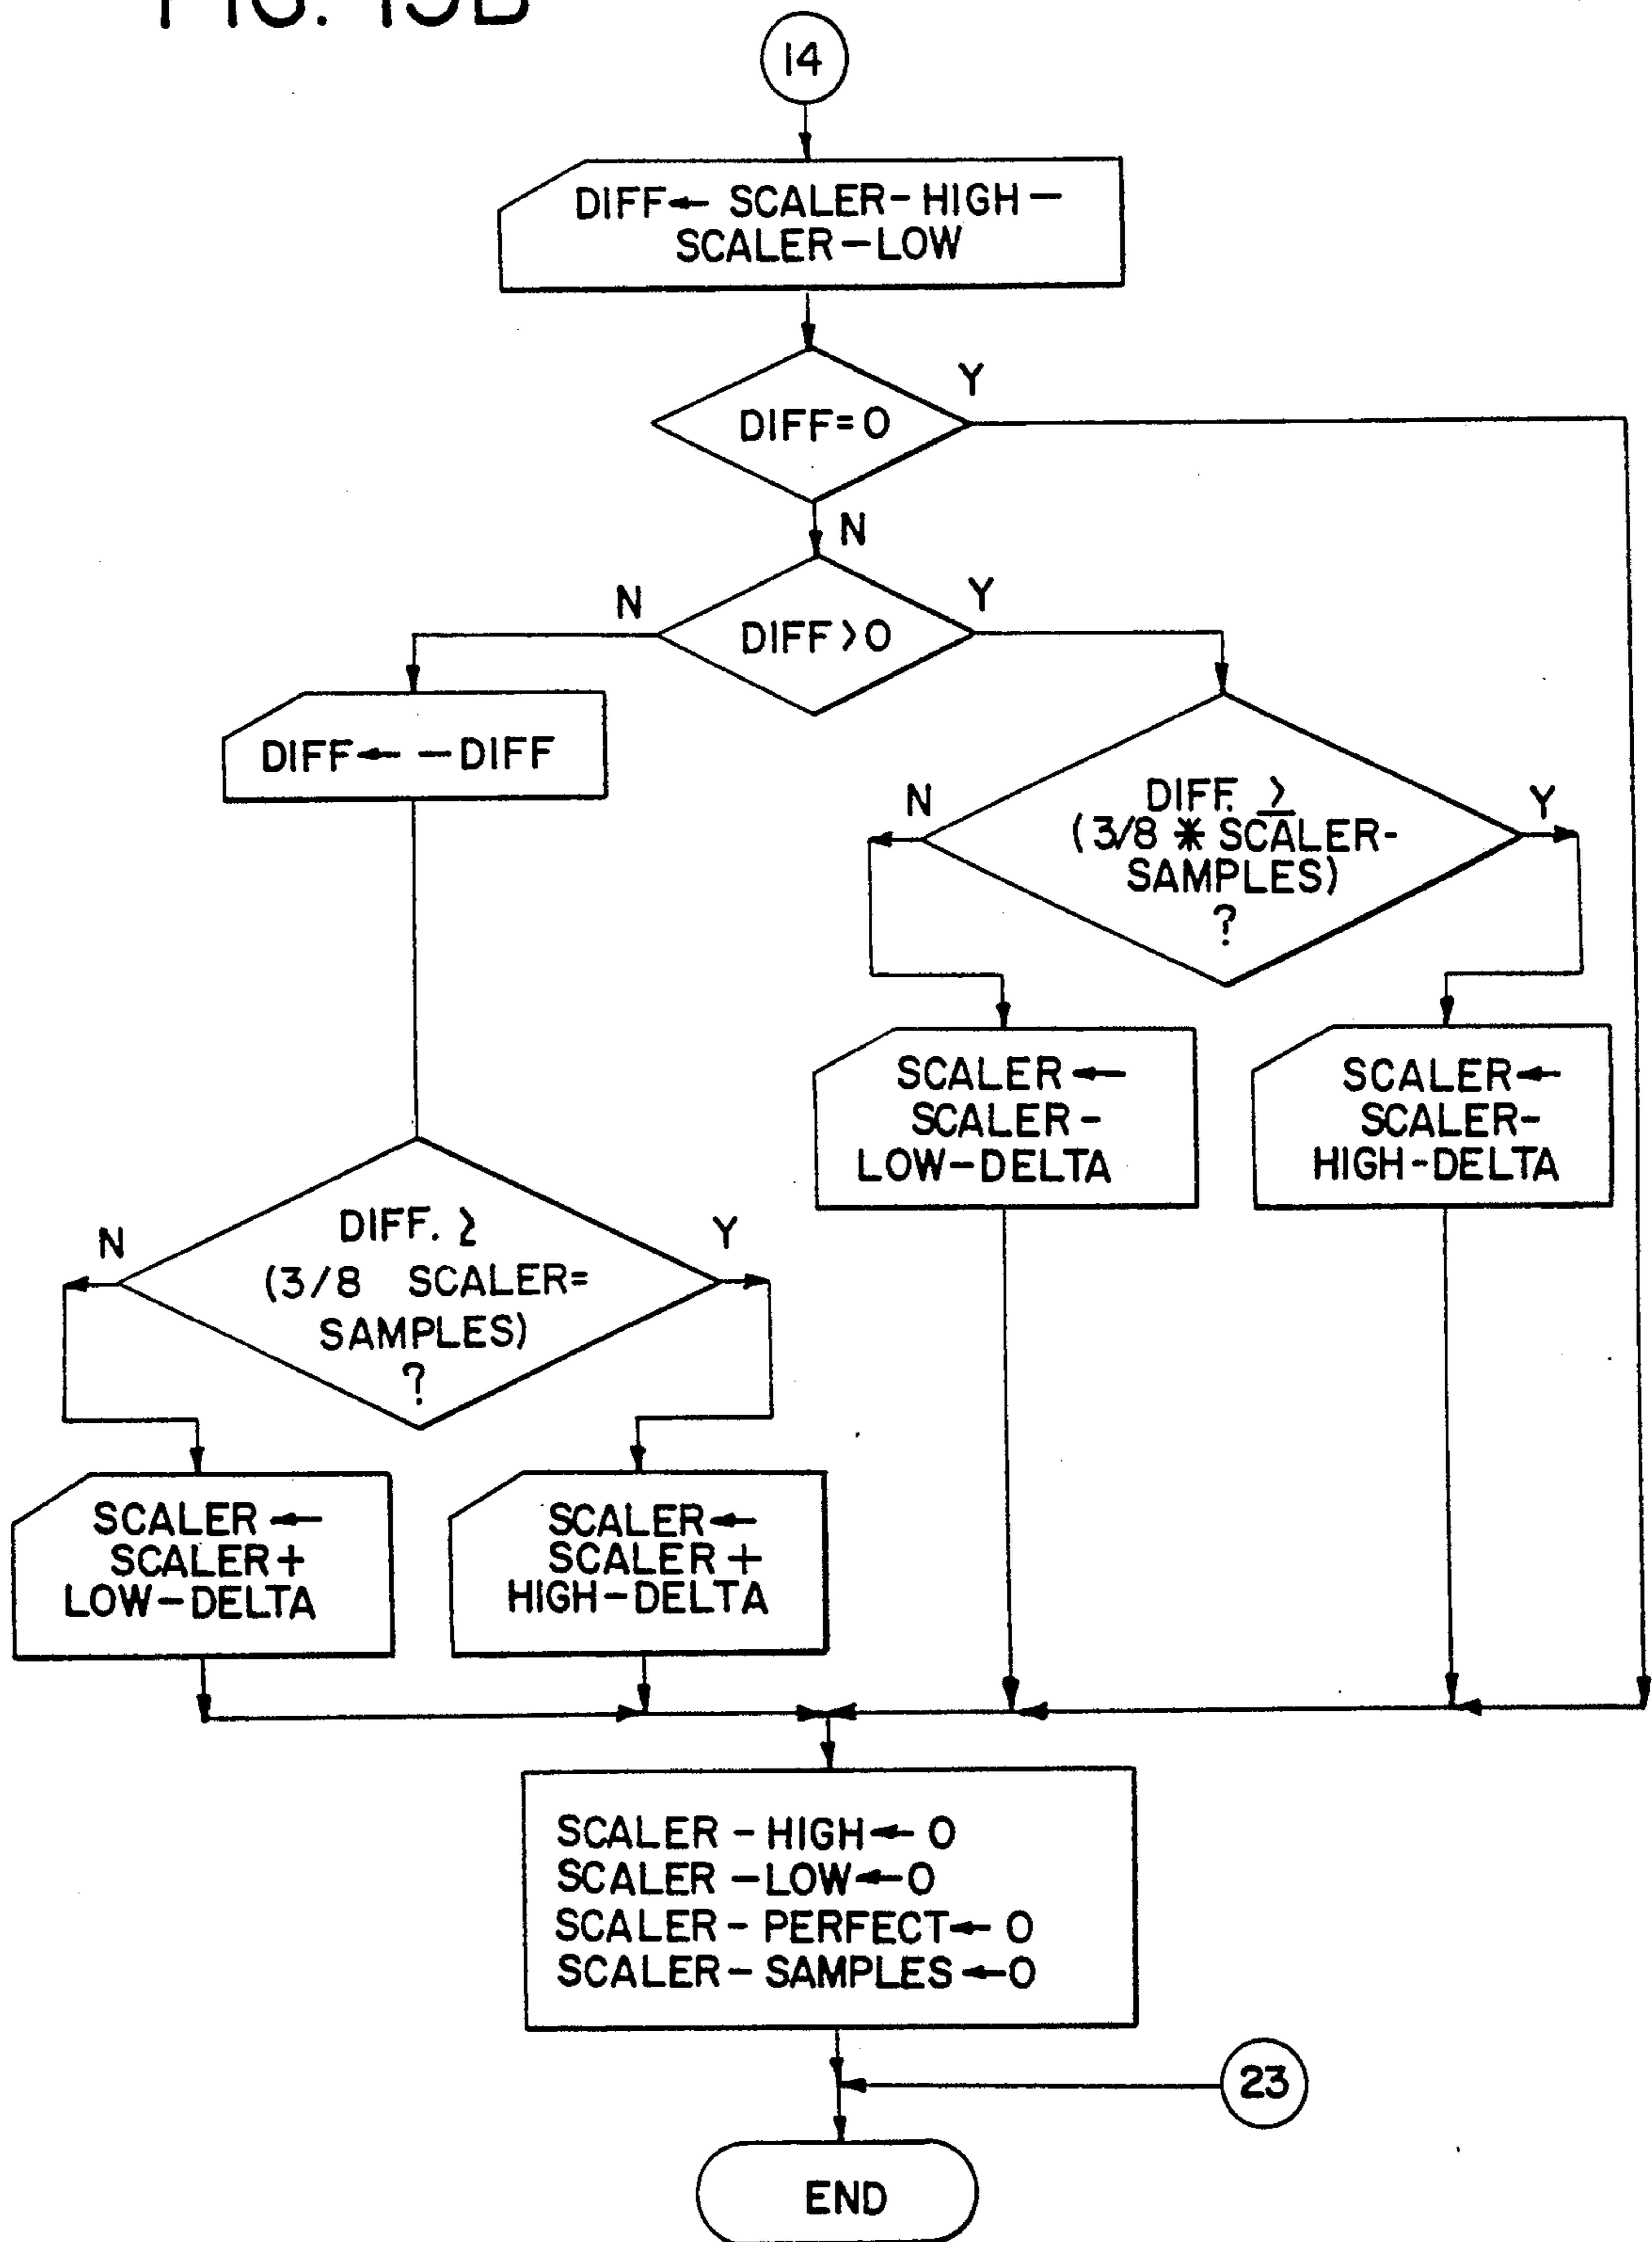 FIG. 15B
14
DIFF← SCALER-HIGH—
SCALER—LOW
DIFF=0
Y
N
DIFF>0
N
Y
DIFF← —DIFF
DIFF. ≥
(3/8 * SCALER-
SAMPLES)
?
N
Y
SCALER←
SCALER-
LOW-DELTA
SCALER←
SCALER-
HIGH-DELTA
DIFF. ≥
(3/8 SCALER=
SAMPLES)
?
N
Y
SCALER←
SCALER+
LOW-DELTA
SCALER←
SCALER+
HIGH-DELTA
SCALER-HIGH← 0
SCALER-LOW←0
SCALER-PERFECT← 0
SCALER-SAMPLES←0
23
END